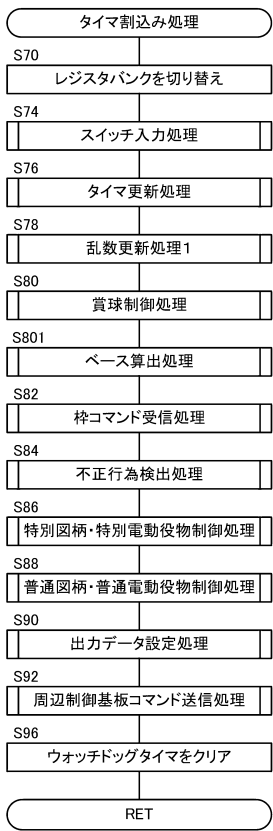 タイマ割込み処理
S70
レジスタバンクを切り替え
S74
スイッチ入力処理
S76
タイマ更新処理
S78
乱数更新処理1
S80
賞球制御処理
S801
ベース算出処理
S82
枠コマンド受信処理
S84
不正行為検出処理
S86
特別図柄・特別電動役物制御処理
S88
普通図柄・普通電動役物制御処理
S90
出力データ設定処理
S92
周辺制御基板コマンド送信処理
S96
ウォッチドッグタイマをクリア
RET